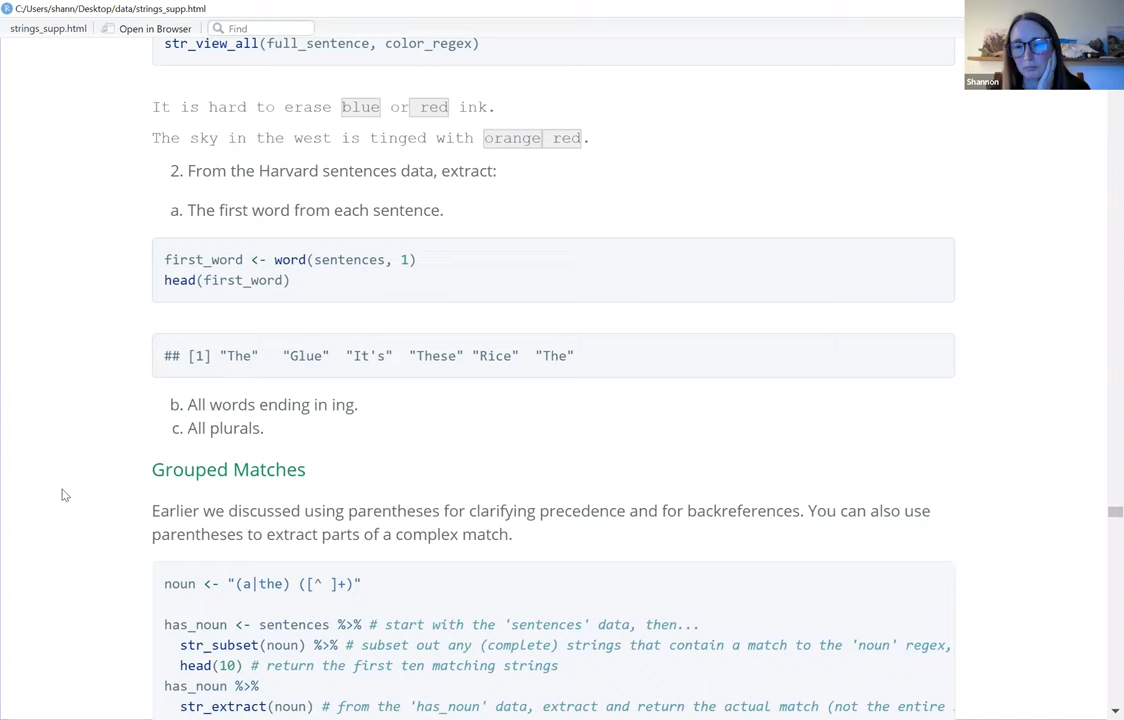 C:/Users/shann/Desktop/data/strings_supp.html
strings_supp.html Open in Browser Find
Shannon
str_view_all(full_sentence, color_regex)
It is hard to erase blue or red ink.
The sky in the west is tinged with orange red.
2. From the Harvard sentences data, extract:
a. The first word from each sentence.
first_word <- word(sentences, 1)
head(first_word)
## [1] "The"   "Glue"  "It's"  "These" "Rice"  "The"
b. All words ending in ing.
c. All plurals.
Grouped Matches
Earlier we discussed using parentheses for clarifying precedence and for backreferences. You can also use
parentheses to extract parts of a complex match.
noun <- "(a|the) ([^ ]+)"
has_noun <- sentences %>% # start with the 'sentences' data, then...
str_subset(noun) %>% # subset out any (complete) strings that contain a match to the 'noun' regex,
head(10) # return the first ten matching strings
has_noun %>%
str_extract(noun) # from the 'has_noun' data, extract and return the actual match (not the entire